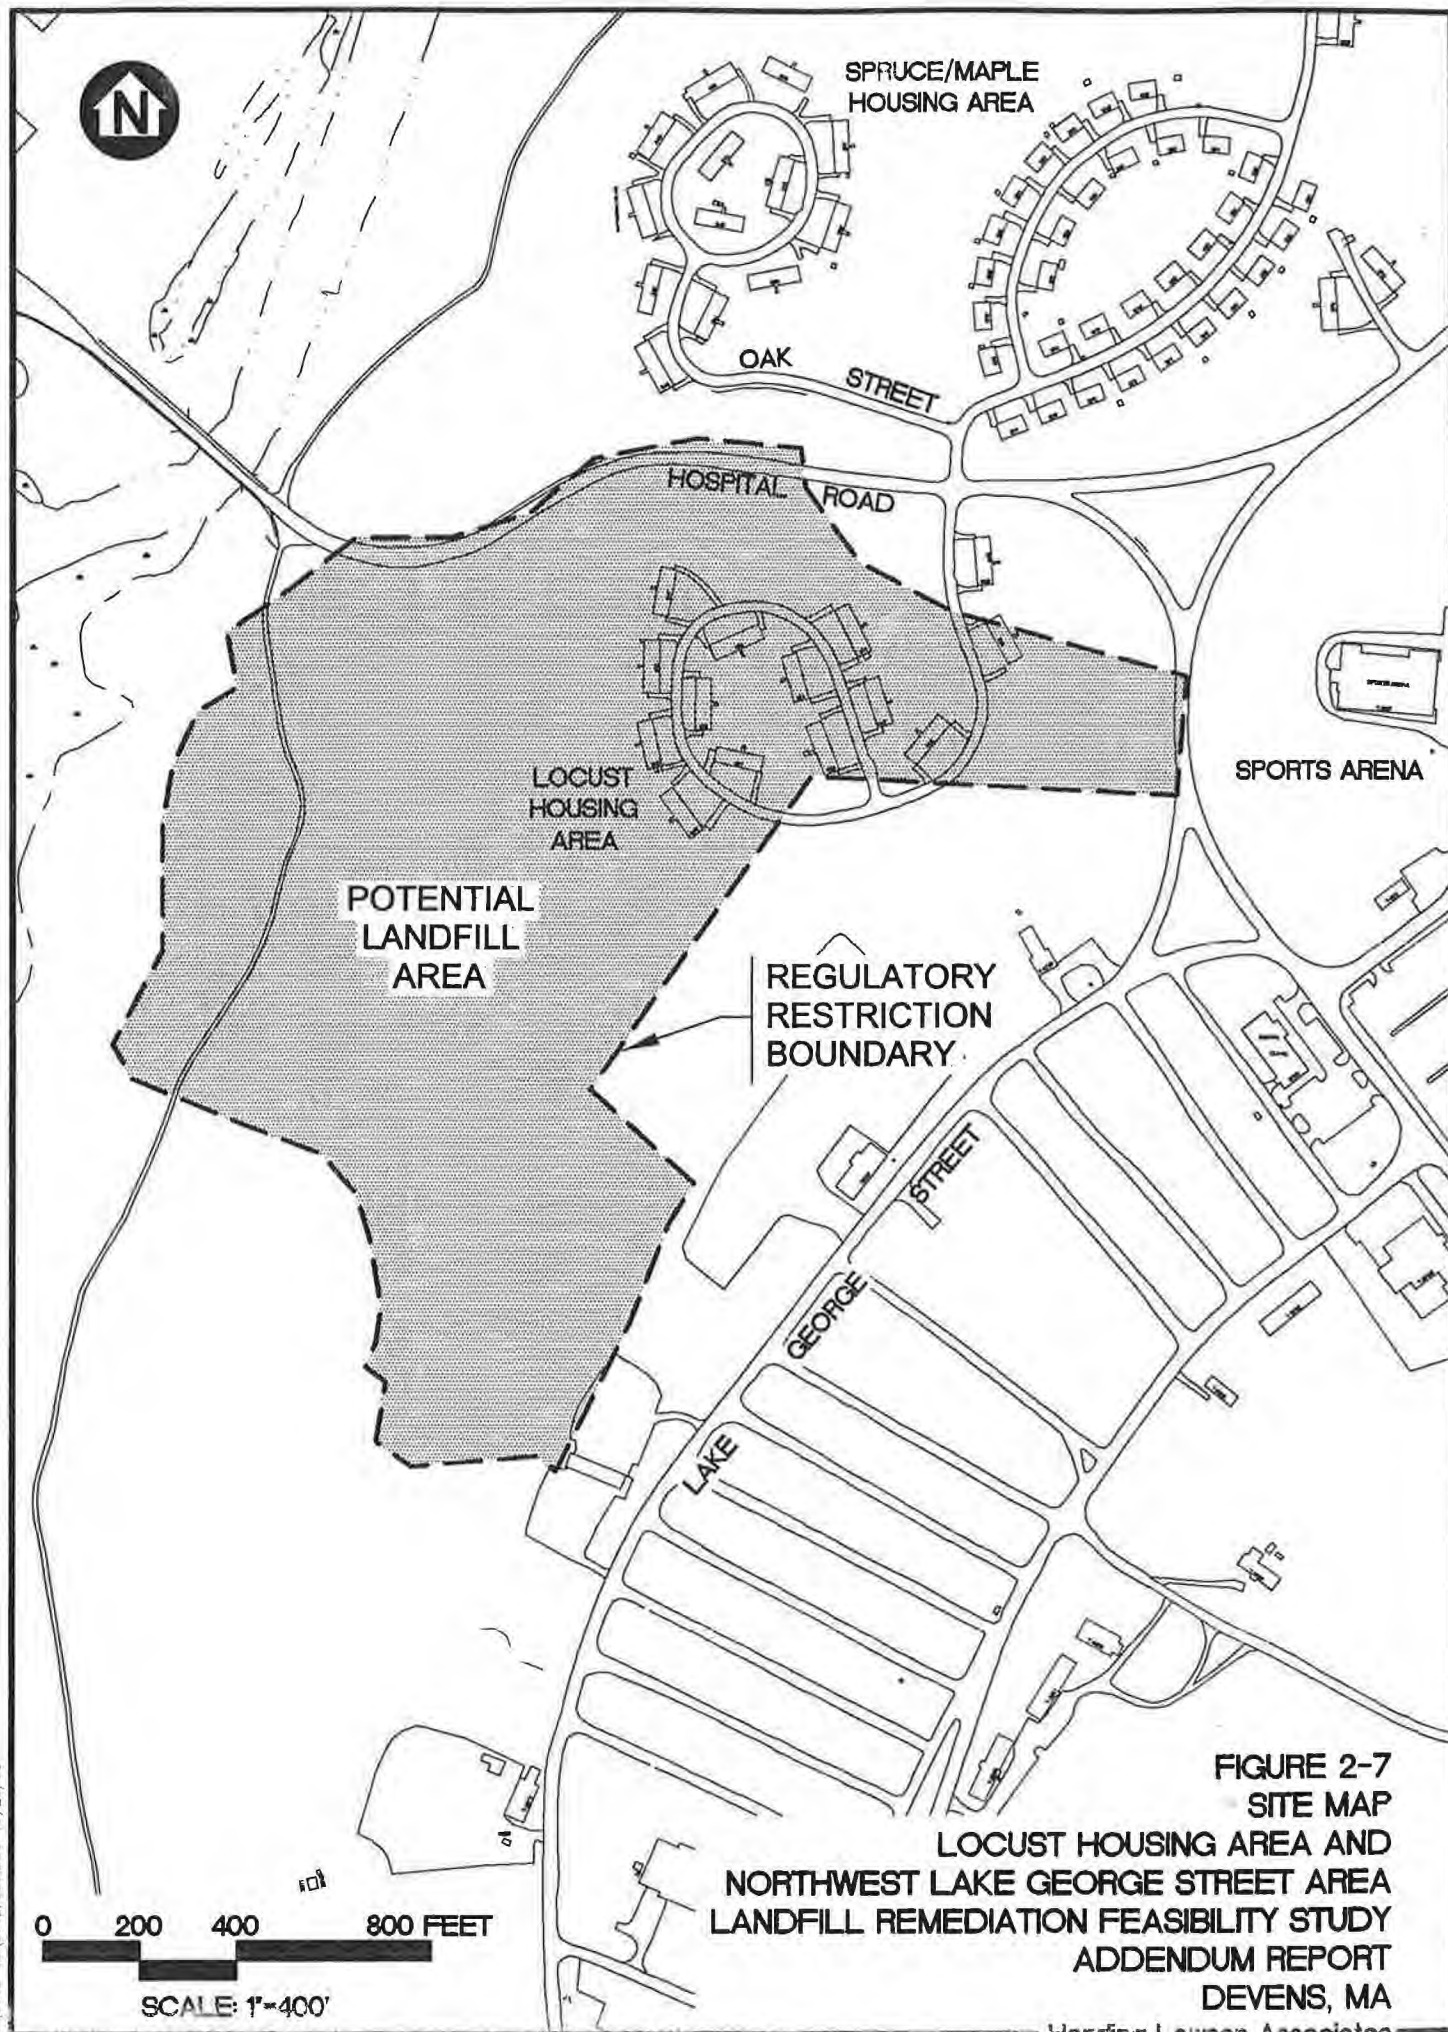 N
SPRUCE/MAPLE
HOUSING AREA
OAK STREET
HOSPITAL ROAD
LOCUST
HOUSING
AREA
SPORTS ARENA
POTENTIAL
LANDFILL
AREA
REGULATORY
RESTRICTION
BOUNDARY
LAKE GEORGE STREET
0 200 400 800 FEET
SCALE: 1"=400'
FIGURE 2-7
SITE MAP
LOCUST HOUSING AREA AND
NORTHWEST LAKE GEORGE STREET AREA
LANDFILL REMEDIATION FEASIBILITY STUDY
ADDENDUM REPORT
DEVENS, MA